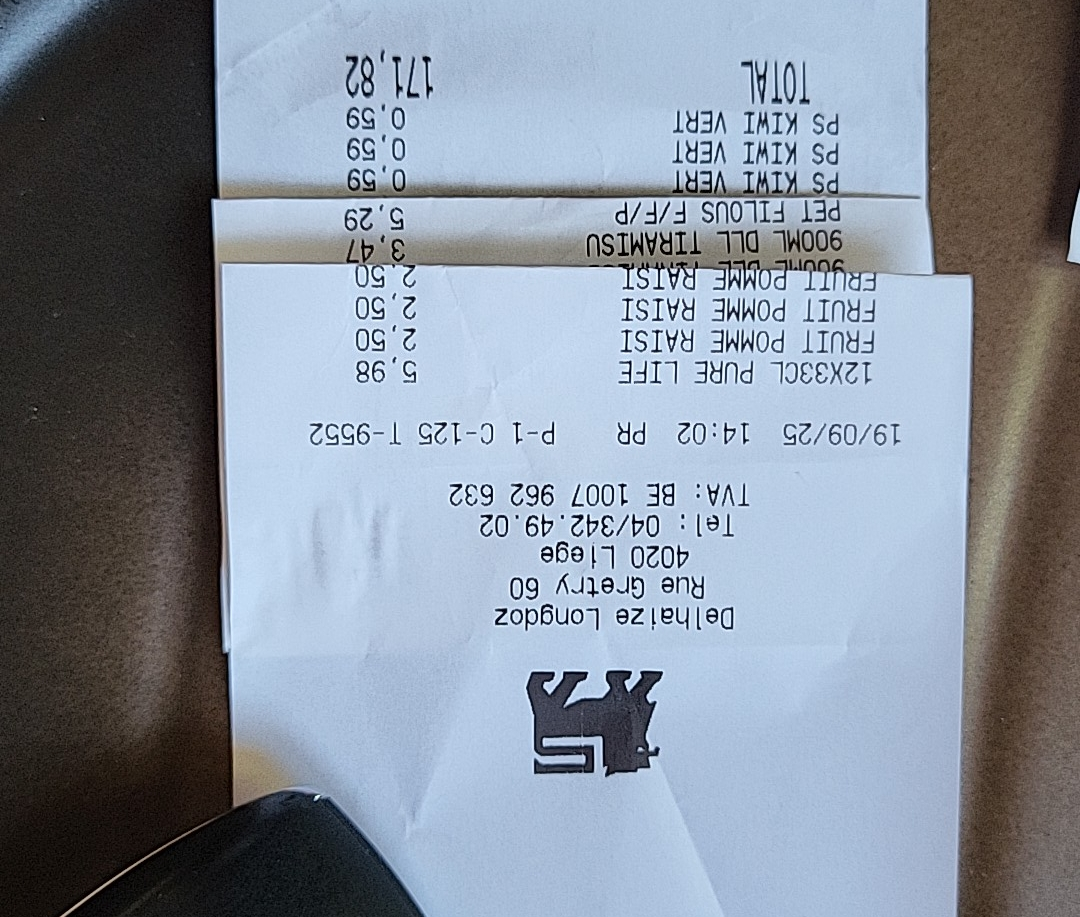 Delhaize Longdoz
Rue Gretry 60
4020 Liege
Tel: 04/342.49.02
TVA: BE 1007 962 632
19/09/25 14:02 PR P-1 C-125 T-9552
12X33CL PURE LIFE 5,98
FRUIT POMME RAISI 2,50
FRUIT POMME RAISI 2,50
FRUIT POMME RAISI 2,50
900ML DLL TIRAMISU 3,47
PET FILOUS F/F/P 5,29
PS KIWI VERT 0,59
PS KIWI VERT 0,59
PS KIWI VERT 0,59
TOTAL 171,82